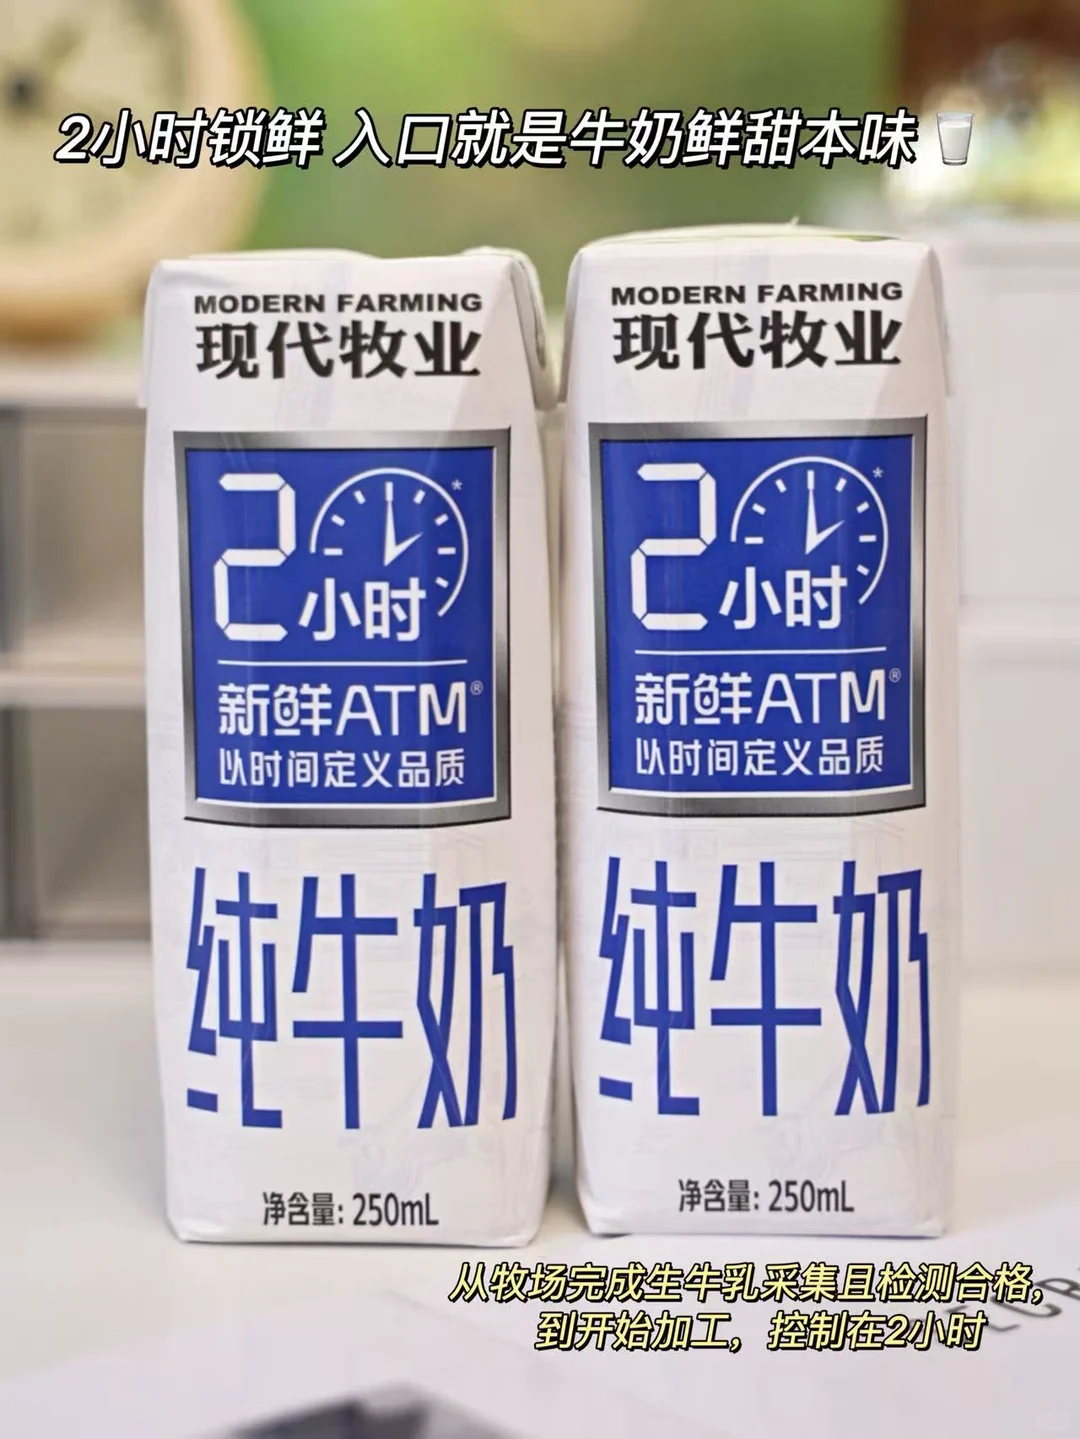 2小时锁鲜 入口就是牛奶鲜甜本味
MODERN FARMING
现代牧业
2小时*
新鲜ATM®
以时间定义品质
纯牛奶
净含量: 250mL
MODERN FARMING
现代牧业
2小时*
新鲜ATM®
以时间定义品质
纯牛奶
净含量: 250mL
从牧场完成生牛乳采集且检测合格,
到开始加工，控制在2小时